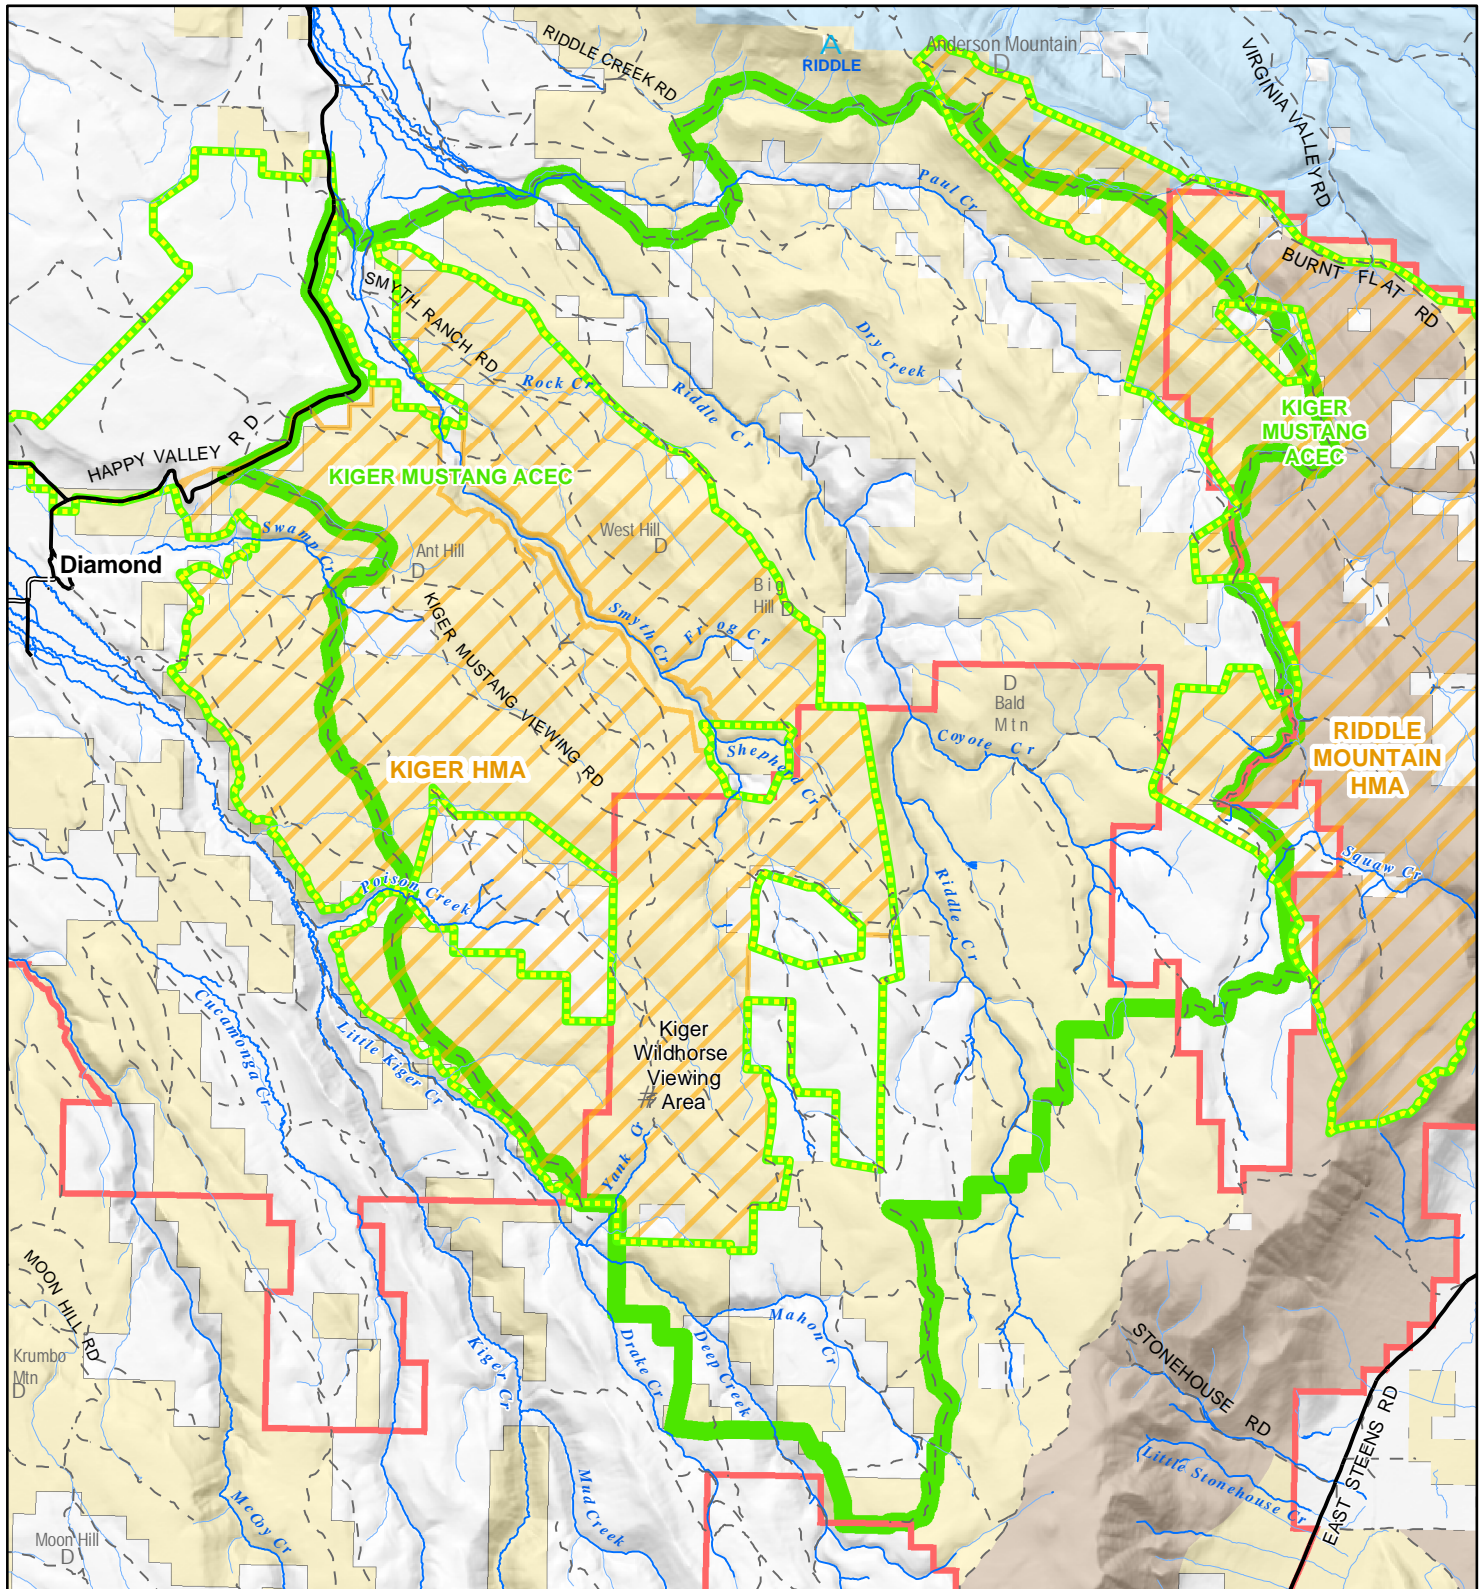 RIDDLE CREEK RD
A
RIDDLE
Anderson Mountain
D
VIRGINIA VALLEY RD
Paul Cr
BURNT FLAT RD
SMYTH RANCH RD
Rock Cr
Riddle Cr
Dry Creek
KIGER
MUSTANG
ACEC
HAPPY VALLEY RD
KIGER MUSTANG ACEC
Swamp Cr
Ant Hill
D
West Hill
D
Diamond
Big
Hill D
KIGER MUSTANG VIEWING RD
Smyth Cr
Frog Cr
D
Bald
Mtn
Coyote Cr
Shepherd Cr
KIGER HMA
RIDDLE
MOUNTAIN
HMA
Squaw Cr
Poison Creek
Riddle Cr
Cucamonga Cr
Little Kiger Cr
Kiger
Wildhorse
Viewing
Area
Yank Cr
MOON HILL RD
Krumbo
Mtn
D
Kiger Cr
Drake Cr
Deep Creek
Mahon Cr
STONEHOUSE RD
EAST STEENS RD
Little Stonehouse Cr
McCoy Cr
Mud Creek
Moon Hill
D